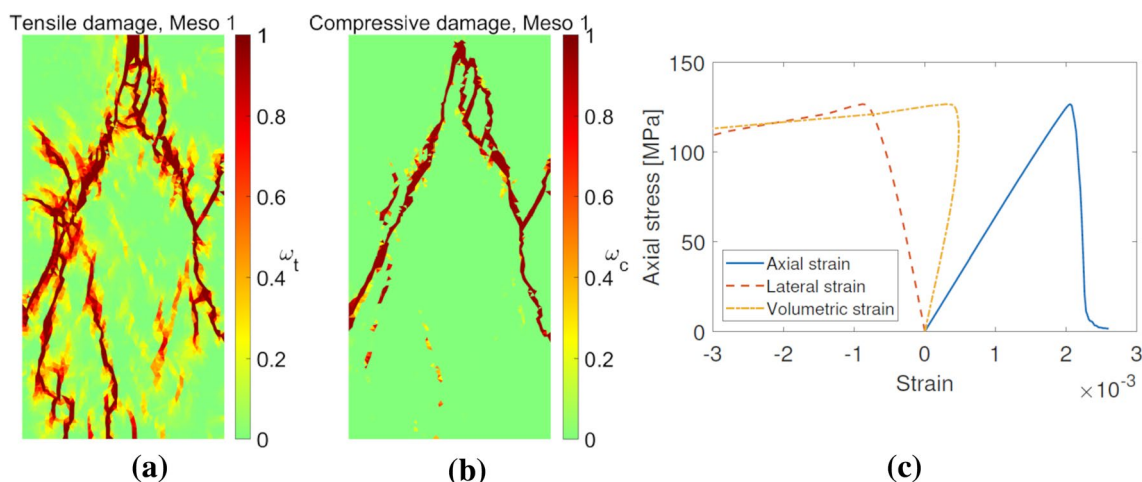 Tensile damage, Meso 1
1
0.8
0.6
0.4
0.2
0
ωt
(a)
Compressive damage, Meso 1
1
0.8
0.6
0.4
0.2
0
ωc
(b)
150
100
50
0
Axial stress [MPa]
Axial strain
Lateral strain
Volumetric strain
-3 -2 -1 0 1 2 3
Strain
×10-3
(c)